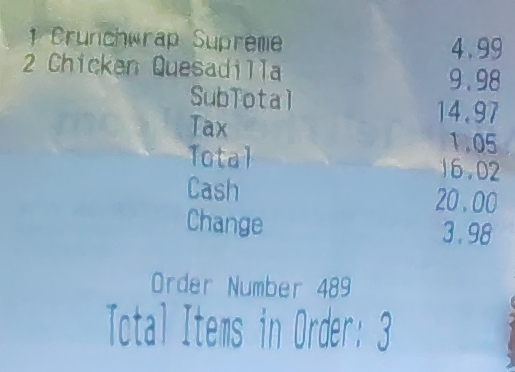 1 Crunchwrap Supreme 4.99
2 Chicken Quesadilla 9.98
SubTotal 14.97
Tax 1.05
Total 16.02
Cash 20.00
Change 3.98
Order Number 489
Total Items in Order: 3